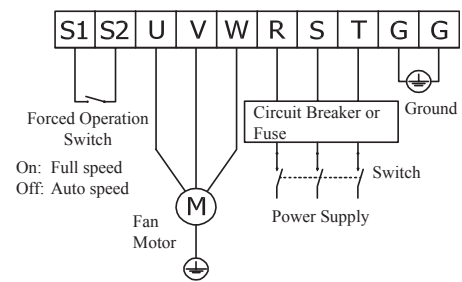 S1 S2 U V W R S T G G
Forced Operation
Switch
On: Full speed
Off: Auto speed
Fan
Motor
M
Circuit Breaker or
Fuse
Switch
Power Supply
Ground